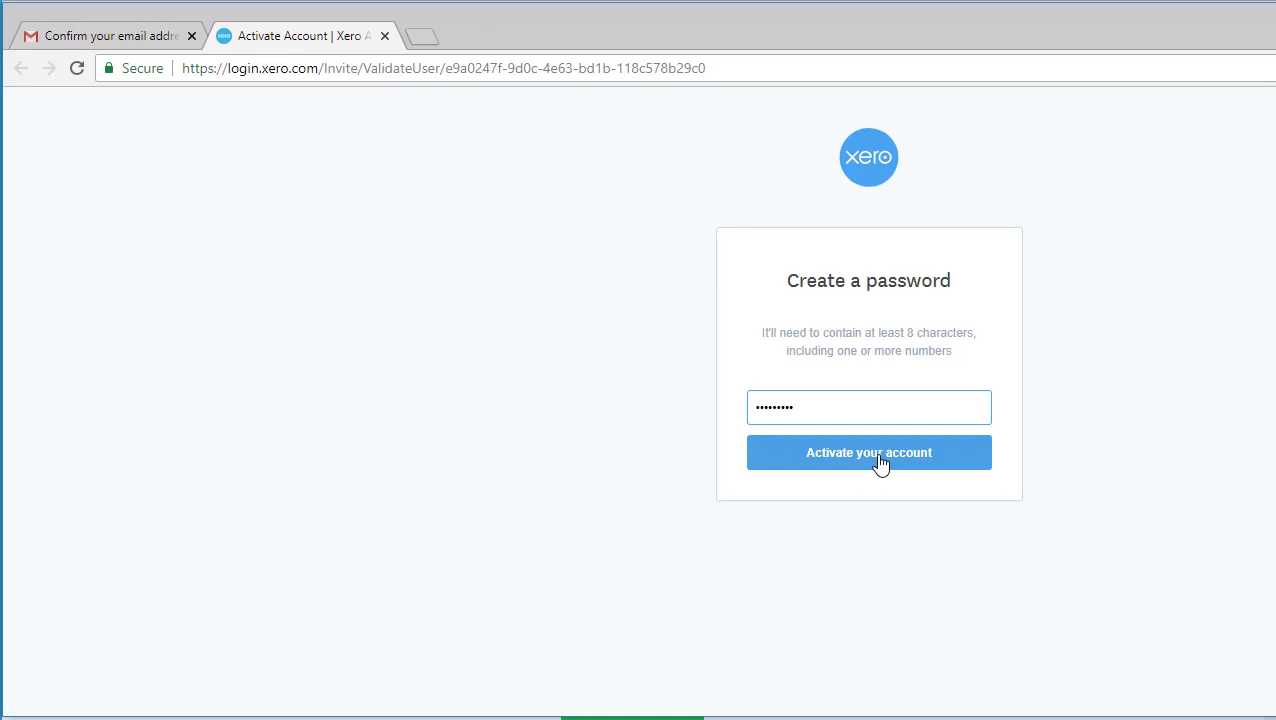 Confirm your email addre
Activate Account | Xero A
Secure
https://login.xero.com/Invite/ValidateUser/e9a0247f-9d0c-4e63-bd1b-118c578b29c0
xero
Create a password
It'll need to contain at least 8 characters,
including one or more numbers
•••••••••
Activate your account